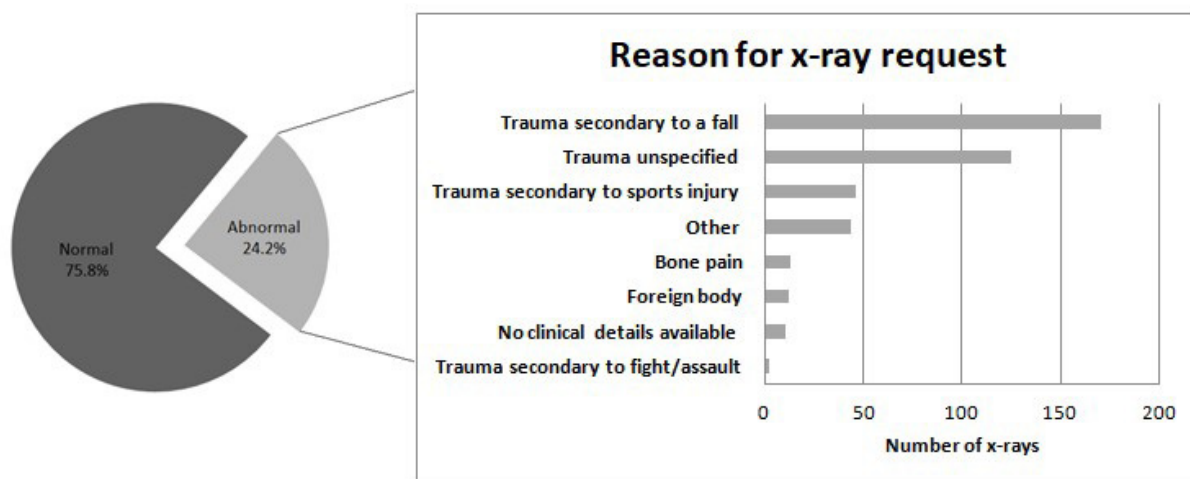 Normal
75.8%
Abnormal
24.2%
Reason for x-ray request
Trauma secondary to a fall
Trauma unspecified
Trauma secondary to sports injury
Other
Bone pain
Foreign body
No clinical details available
Trauma secondary to fight/assault
0 50 100 150 200
Number of x-rays